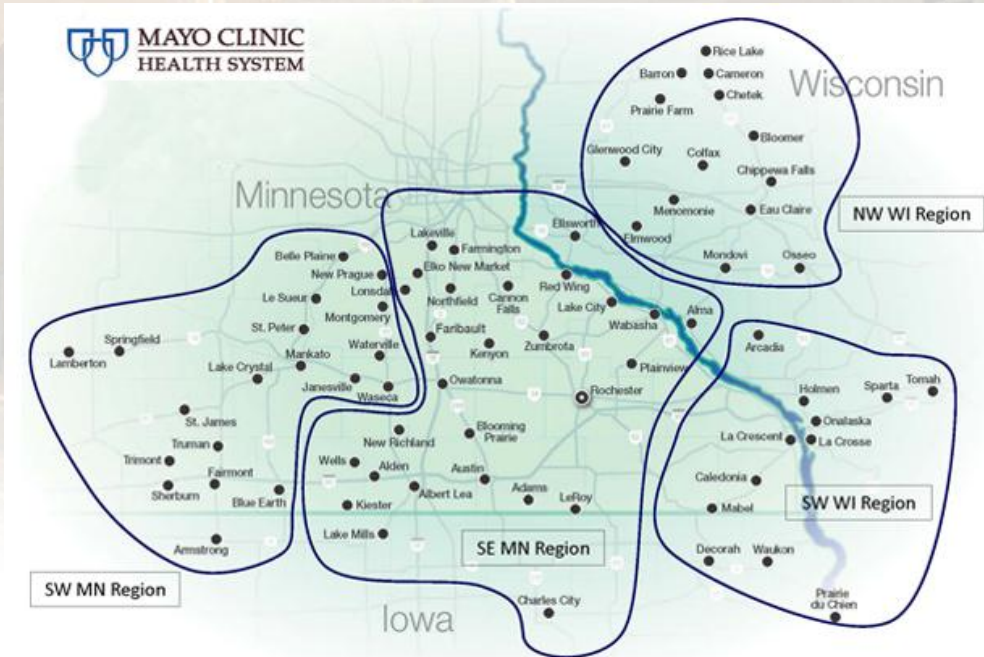 MAYO CLINIC
HEALTH SYSTEM
Wisconsin
Minnesota
Iowa
NW WI Region
Rice Lake
Barron
Cameron
Chetek
Prairie Farm
Bloomer
Glenwood City
Colfax
Chippewa Falls
Menomonie
Eau Claire
Elmwood
Mondovi
Osseo
SW MN Region
Belle Plaine
New Prague
Le Sueur
Montgomery
St. Peter
Springfield
Lamberton
Waterville
Mankato
Lake Crystal
Janesville
Waseca
St. James
Truman
Trimont
Fairmont
Sherburn
Blue Earth
Armstrong
SE MN Region
Lakeville
Farmington
Ellsworth
Elko New Market
Lonsdale
Northfield
Cannon
Falls
Red Wing
Lake City
Wabasha
Alma
Faribault
Kenyon
Zumbrota
Plainview
Owatonna
Rochester
New Richland
Blooming
Prairie
Wells
Alden
Austin
Albert Lea
Adams
LeRoy
Kiester
Lake Mills
Charles City
SW WI Region
Arcadia
Holmen
Sparta
Tomah
Onalaska
La Crescent
La Crosse
Caledonia
Mabel
Decorah
Waukon
Prairie
du Chien